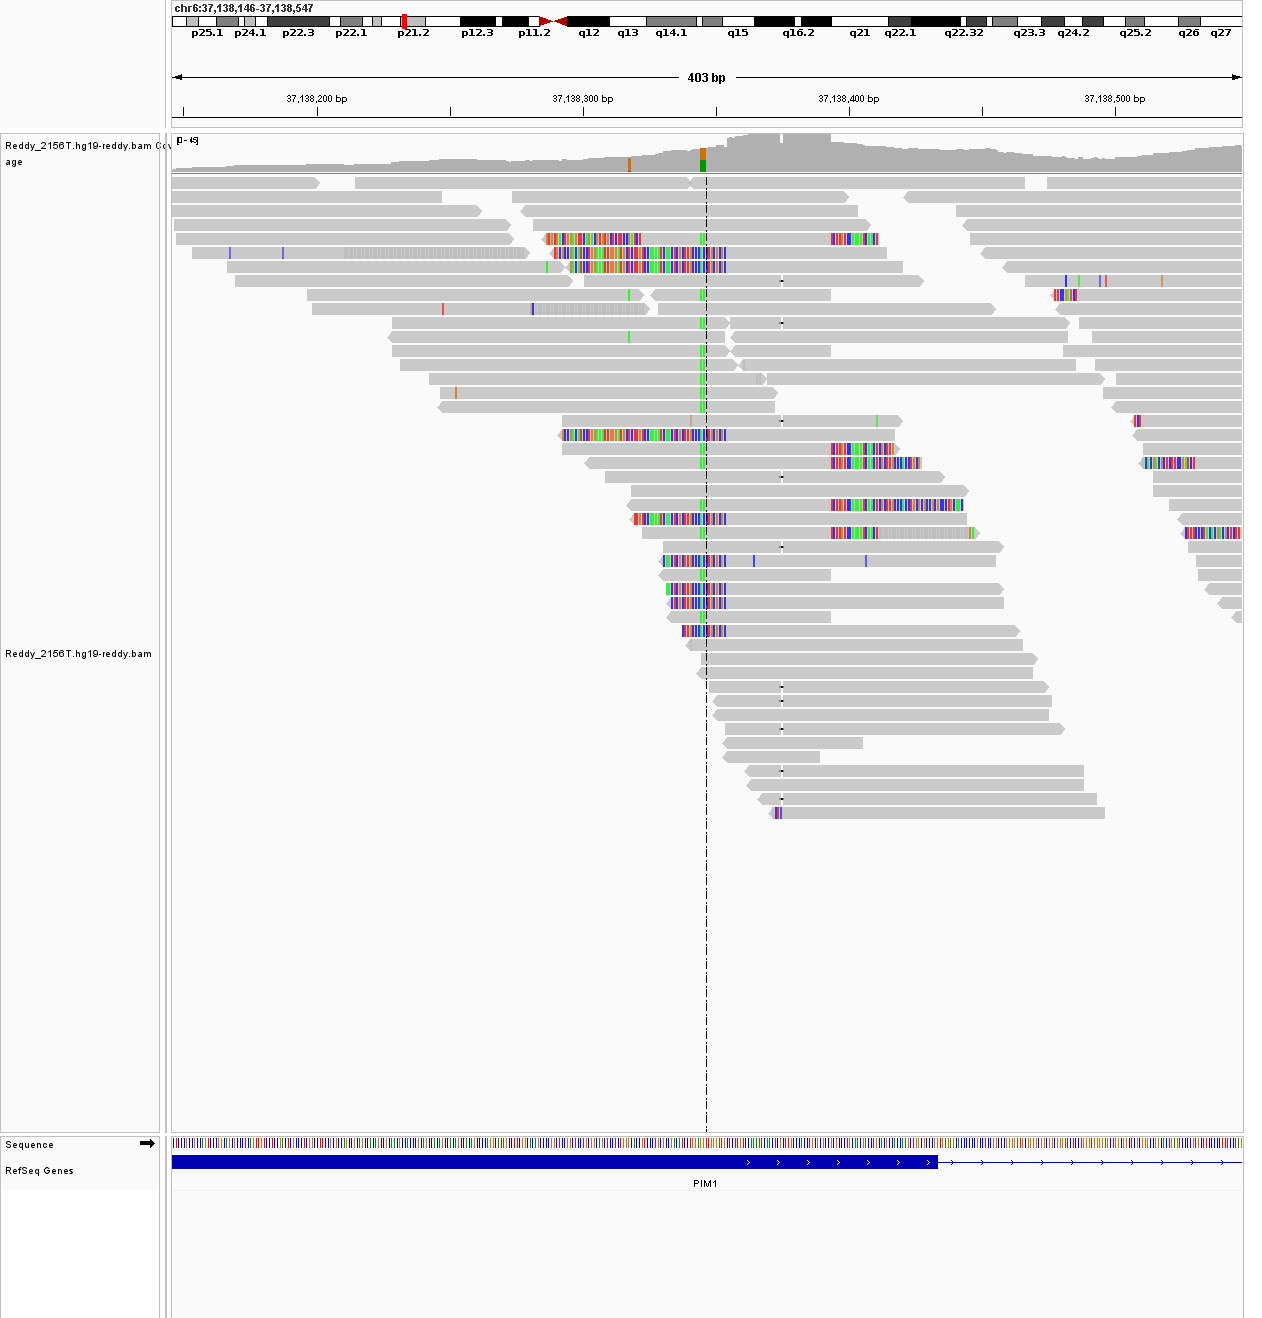 chr6:37,138,146-37,138,547
p25.1 p24.1 p22.3 p22.1 p21.2 p12.3 p11.2 q12 q13 q14.1 q15 q16.2 q21 q22.1 q22.32 q23.3 q24.2 q25.2 q26 q27
403 bp
37,138,200 bp 37,138,300 bp 37,138,400 bp 37,138,500 bp
Reddy_2156T.hg19-reddy.bam Cov
age
Reddy_2156T.hg19-reddy.bam
Sequence
RefSeq Genes
PIM1